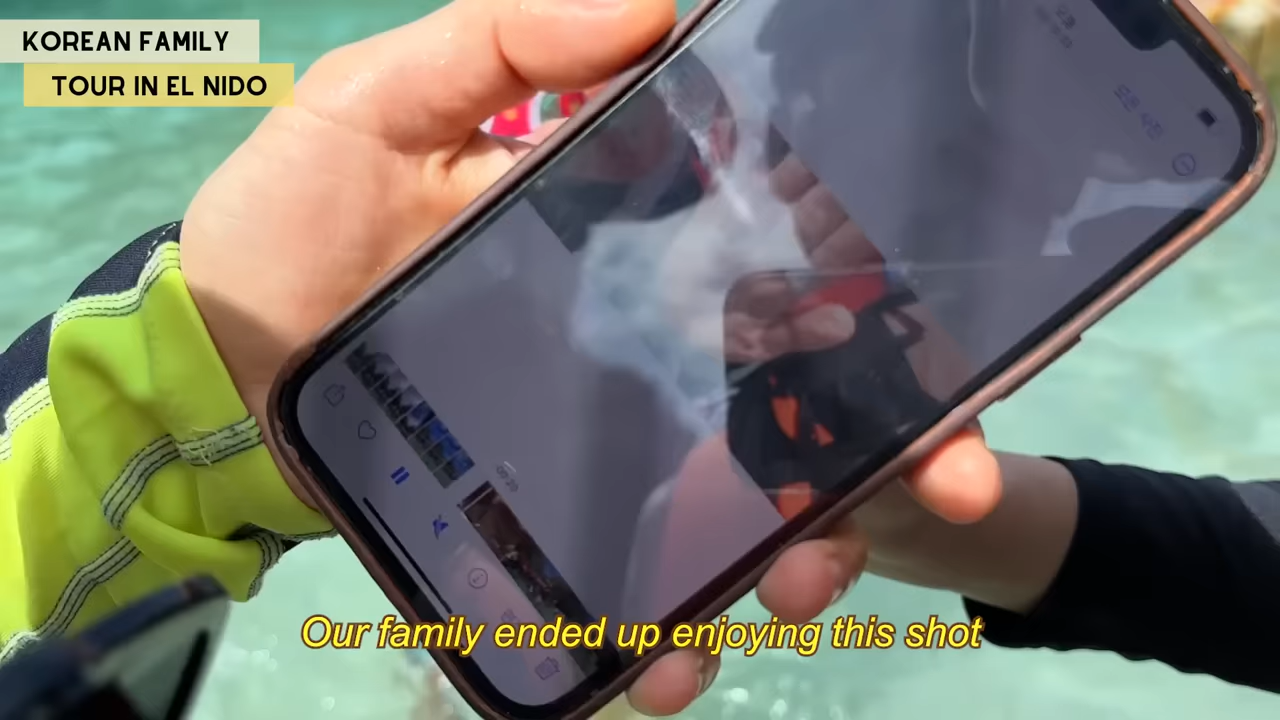 KOREAN FAMILY
TOUR IN EL NIDO
Our family ended up enjoying this shot